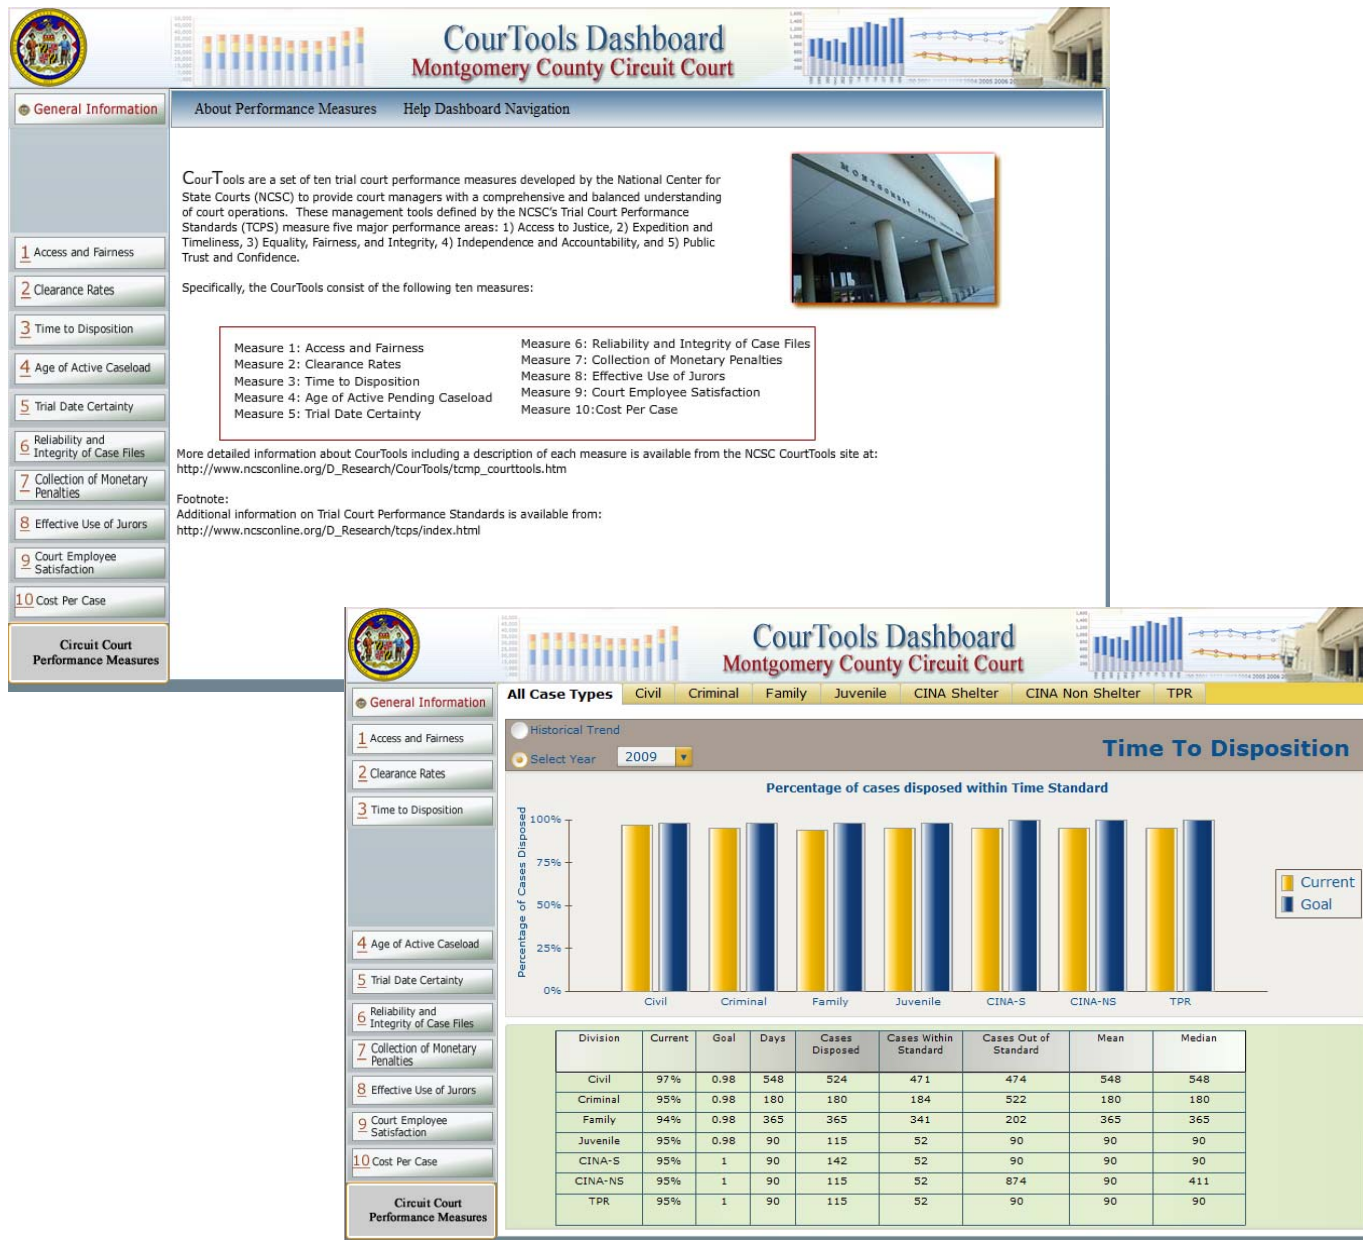 CourTools Dashboard
Montgomery County Circuit Court
General Information
About Performance Measures Help Dashboard Navigation
1 Access and Fairness
2 Clearance Rates
3 Time to Disposition
4 Age of Active Caseload
5 Trial Date Certainty
6 Reliability and
Integrity of Case Files
7 Collection of Monetary
Penalties
8 Effective Use of Jurors
9 Court Employee
Satisfaction
10 Cost Per Case
Circuit Court
Performance Measures
CourTools are a set of ten trial court performance measures developed by the National Center for
State Courts (NCSC) to provide court managers with a comprehensive and balanced understanding
of court operations. These management tools defined by the NCSC's Trial Court Performance
Standards (TCPS) measure five major performance areas: 1) Access to Justice, 2) Expedition and
Timeliness, 3) Equality, Fairness, and Integrity, 4) Independence and Accountability, and 5) Public
Trust and Confidence.
MONTGOMERY
Specifically, the CourTools consist of the following ten measures:
Measure 1: Access and Fairness
Measure 2: Clearance Rates
Measure 3: Time to Disposition
Measure 4: Age of Active Pending Caseload
Measure 5: Trial Date Certainty
Measure 6: Reliability and Integrity of Case Files
Measure 7: Collection of Monetary Penalties
Measure 8: Effective Use of Jurors
Measure 9: Court Employee Satisfaction
Measure 10:Cost Per Case
More detailed information about CourTools including a description of each measure is available from the NCSC CourtTools site at:
http://www.ncsconline.org/D_Research/CourTools/tcmp_courttools.htm
Footnote:
Additional information on Trial Court Performance Standards is available from:
http://www.ncsconline.org/D_Research/tcps/index.html
CourTools Dashboard
Montgomery County Circuit Court
General Information
1 Access and Fairness
2 Clearance Rates
3 Time to Disposition
4 Age of Active Caseload
5 Trial Date Certainty
6 Reliability and
Integrity of Case Files
7 Collection of Monetary
Penalties
8 Effective Use of Jurors
9 Court Employee
Satisfaction
10 Cost Per Case
Circuit Court
Performance Measures
All Case Types Civil Criminal Family Juvenile CINA Shelter CINA Non Shelter TPR
Historical Trend
Select Year 2009
Time To Disposition
Percentage of cases disposed within Time Standard
Percentage of Cases Disposed
100%
75%
50%
25%
0%
Civil Criminal Family Juvenile CINA-S CINA-NS TPR
Current
Goal
Division Current Goal Days Cases Disposed Cases Within Standard Cases Out of Standard Mean Median
Civil 97% 0.98 548 524 471 474 548 548
Criminal 95% 0.98 180 180 184 522 180 180
Family 94% 0.98 365 365 341 202 365 365
Juvenile 95% 0.98 90 115 52 90 90 90
CINA-S 95% 1 90 142 52 90 90 90
CINA-NS 95% 1 90 115 52 874 90 411
TPR 95% 1 90 115 52 90 90 90